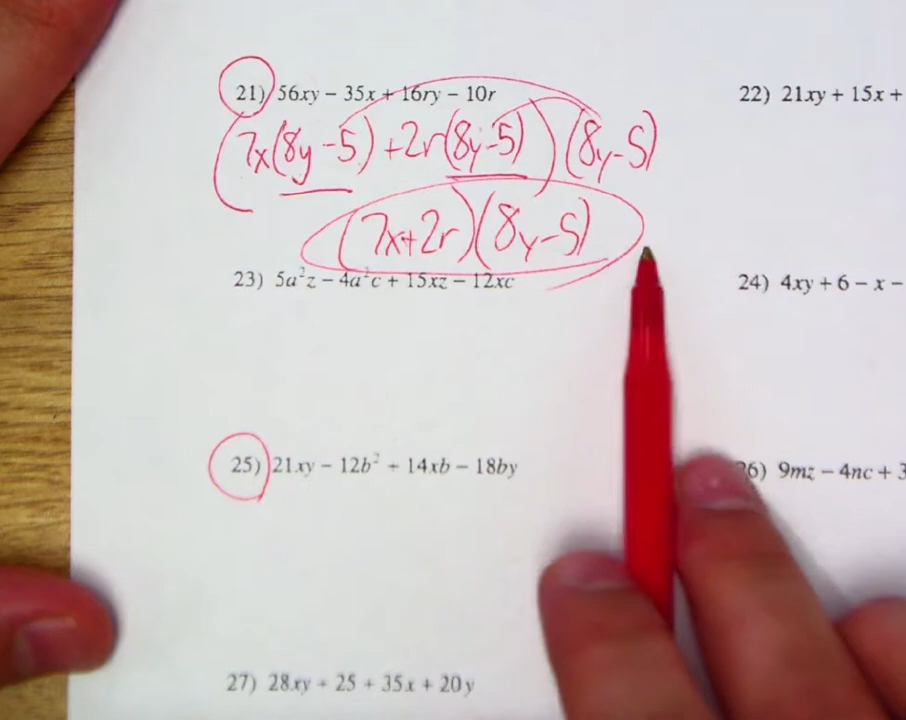 21) 56xy − 35x + 16ry − 10r
22) 21xy + 15x +
(7x(8y-5) +2r(8y-5))(8y-5)
(7x+2r)(8y-5)
23) 5a²z − 4a²c + 15xz − 12xc
24) 4xy + 6 − x −
25) 21xy − 12b² + 14xb − 18by
26) 9mz − 4nc + 3
27) 28xy + 25 + 35x + 20y